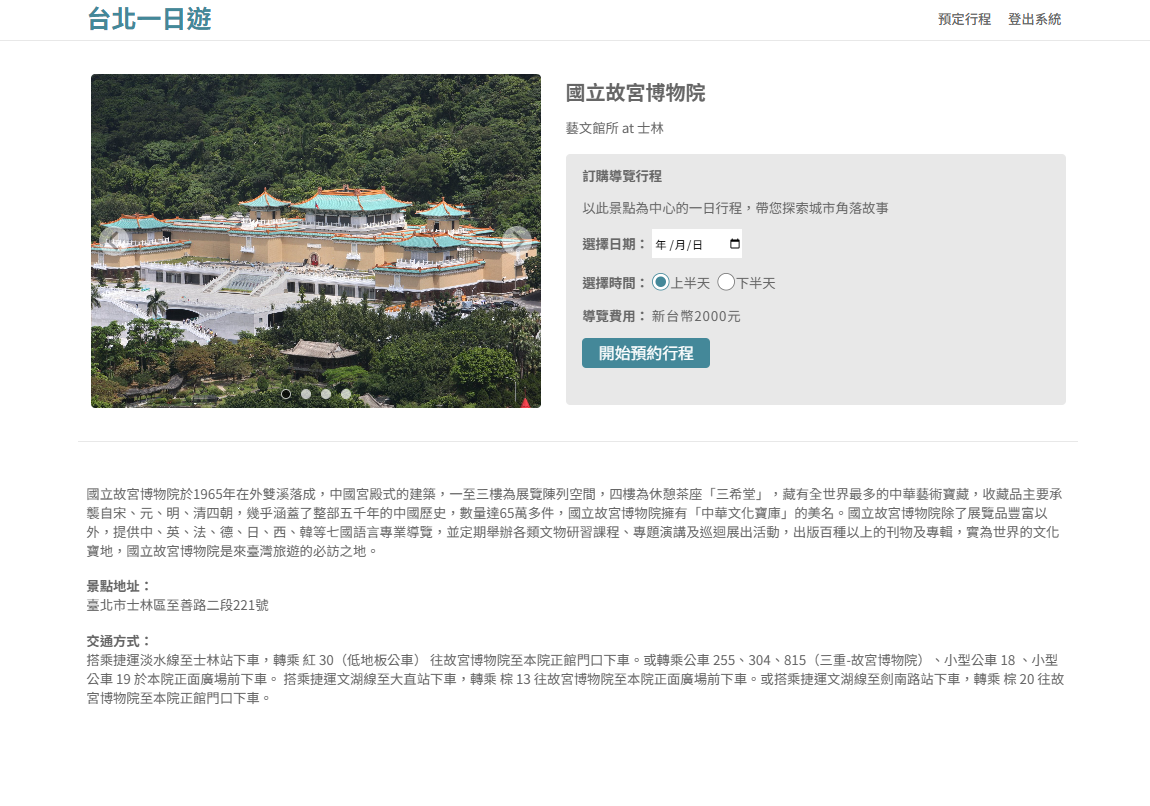 台北一日遊
預定行程 登出系統
國立故宮博物院
藝文館所 at 士林
訂購導覽行程
以此景點為中心的一日行程，帶您探索城市角落故事
選擇日期： 年 /月/日
選擇時間： 上半天 下半天
導覽費用： 新台幣2000元
開始預約行程
國立故宮博物院於1965年在外雙溪落成，中國宮殿式的建築，一至三樓為展覽陳列空間，四樓為休憩茶座「三希堂」，藏有全世界最多的中華藝術寶藏，收藏品主要承
襲自宋、元、明、清四朝，幾乎涵蓋了整部五千年的中國歷史，數量達65萬多件，國立故宮博物院擁有「中華文化寶庫」的美名。國立故宮博物院除了展覽品豐富以
外，提供中、英、法、德、日、西、韓等七國語言專業導覽，並定期舉辦各類文物研習課程、專題演講及巡迴展出活動，出版百種以上的刊物及專輯，實為世界的文化
寶地，國立故宮博物院是來臺灣旅遊的必訪之地。
景點地址：
臺北市士林區至善路二段221號
交通方式：
搭乘捷運淡水線至士林站下車，轉乘 紅 30（低地板公車） 往故宮博物院至本院正館門口下車。或轉乘公車 255、304、815（三重-故宮博物院）、小型公車 18 、小型
公車 19 於本院正面廣場前下車。 搭乘捷運文湖線至大直站下車，轉乘 棕 13 往故宮博物院至本院正面廣場前下車。或搭乘捷運文湖線至劍南路站下車，轉乘 棕 20 往故
宮博物院至本院正館門口下車。